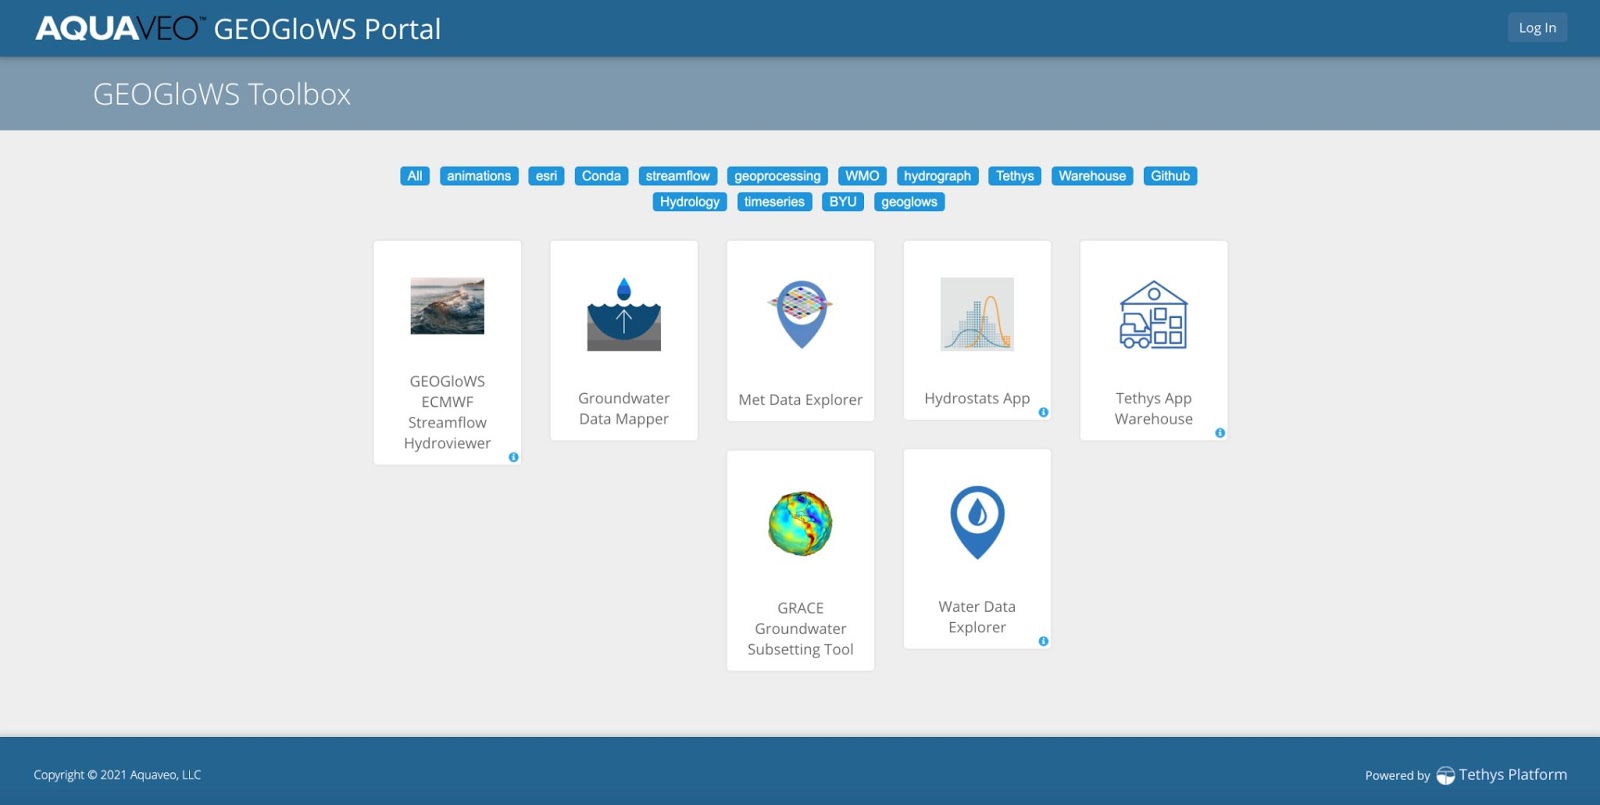 AQUAVEO™ GEOGloWS Portal
Log In
GEOGloWS Toolbox
All animations esri Conda streamflow geoprocessing WMO hydrograph Tethys Warehouse Github
Hydrology timeseries BYU geoglows
GEOGloWS
ECMWF
Streamflow
Hydroviewer
Groundwater
Data Mapper
Met Data Explorer
Hydrostats App
Tethys App
Warehouse
GRACE
Groundwater
Subsetting Tool
Water Data
Explorer
Copyright © 2021 Aquaveo, LLC
Powered by Tethys Platform